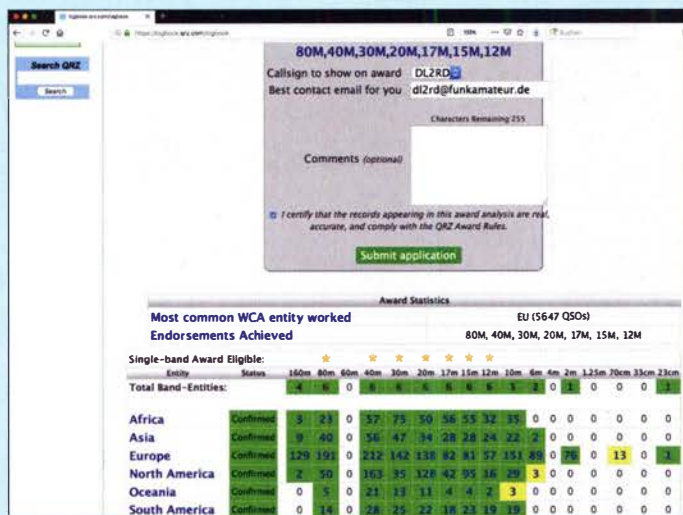 logbook.qrz.com/logbook
https://logbook.qrz.com/logbook
Search QRZ
Search
80M,40M,30M,20M,17M,15M,12M
Callsign to show on award DL2RD
Best contact email for you dl2rd@funkamateur.de
Characters Remaining 255
Comments (optional)
I certify that the records appearing in this award analysis are real,
accurate, and comply with the QRZ Award Rules.
Submit application
Award Statistics
Most common WCA entity worked EU (5647 QSOs)
Endorsements Achieved 80M, 40M, 30M, 20M, 17M, 15M, 12M
Single-band Award Eligible:
Entity Status 160m 80m 60m 40m 30m 20m 17m 15m 12m 10m 6m 4m 2m 1.25m 70cm 33cm 23cm
Total Band-Entities: 4 6 0 6 6 6 6 6 6 2 0 1 0 0 0 1
Africa Confirmed 3 23 0 57 75 50 56 55 32 35 0 0 0 0 0 0 0
Asia Confirmed 9 40 0 56 47 34 28 28 24 22 2 0 0 0 0 0 0
Europe Confirmed 129 191 0 212 142 138 82 81 57 151 89 0 76 0 13 0 1
North America Confirmed 2 50 0 163 35 128 42 95 16 29 3 0 0 0 0 0 0
Oceania Confirmed 0 5 0 21 13 11 4 4 2 3 0 0 0 0 0 0 0
South America Confirmed 0 14 0 28 25 22 18 23 19 19 0 0 0 0 0 0 0